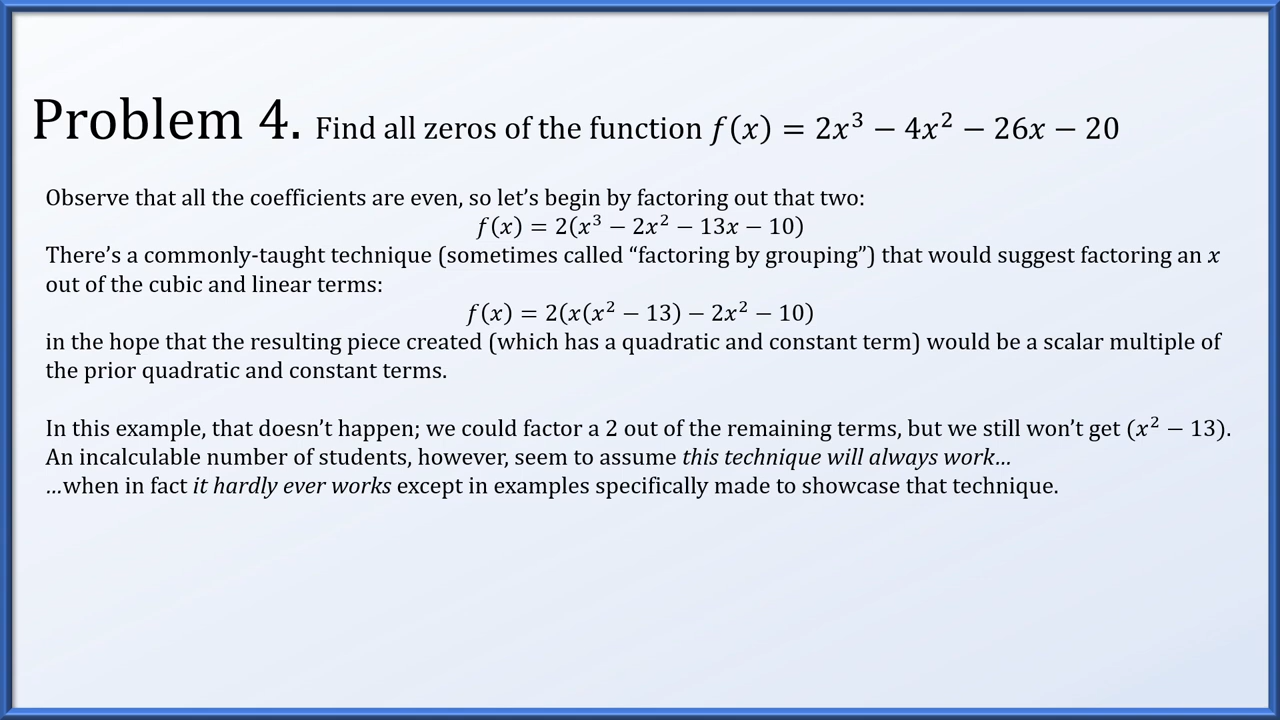 Problem 4. Find all zeros of the function f(x) = 2x³ − 4x² − 26x − 20
Observe that all the coefficients are even, so let’s begin by factoring out that two:
f(x) = 2(x³ − 2x² − 13x − 10)
There’s a commonly-taught technique (sometimes called “factoring by grouping”) that would suggest factoring an x
out of the cubic and linear terms:
f(x) = 2(x(x² − 13) − 2x² − 10)
in the hope that the resulting piece created (which has a quadratic and constant term) would be a scalar multiple of
the prior quadratic and constant terms.
In this example, that doesn’t happen; we could factor a 2 out of the remaining terms, but we still won’t get (x² − 13).
An incalculable number of students, however, seem to assume this technique will always work…
…when in fact it hardly ever works except in examples specifically made to showcase that technique.